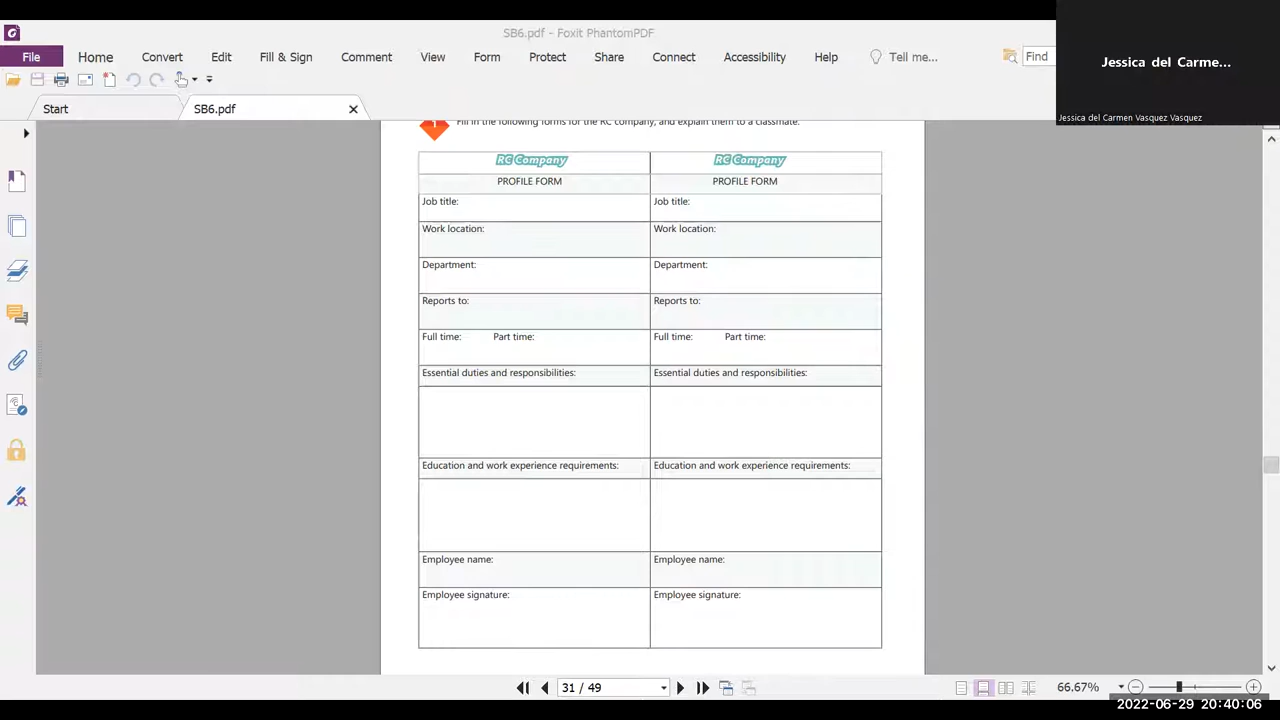 SB6.pdf - Foxit PhantomPDF
Jessica del Carme...
File Home Convert Edit Fill & Sign Comment View Form Protect Share Connect Accessibility Help Tell me... Find
Jessica del Carmen Vasquez Vasquez
Start SB6.pdf
Fill in the following forms for the RC company, and explain them to a classmate.
RC Company RC Company
PROFILE FORM PROFILE FORM
Job title: Job title:
Work location: Work location:
Department: Department:
Reports to: Reports to:
Full time: Part time: Full time: Part time:
Essential duties and responsibilities: Essential duties and responsibilities:
Education and work experience requirements: Education and work experience requirements:
Employee name: Employee name:
Employee signature: Employee signature:
31 / 49 66.67%
2022-06-29 20:40:06